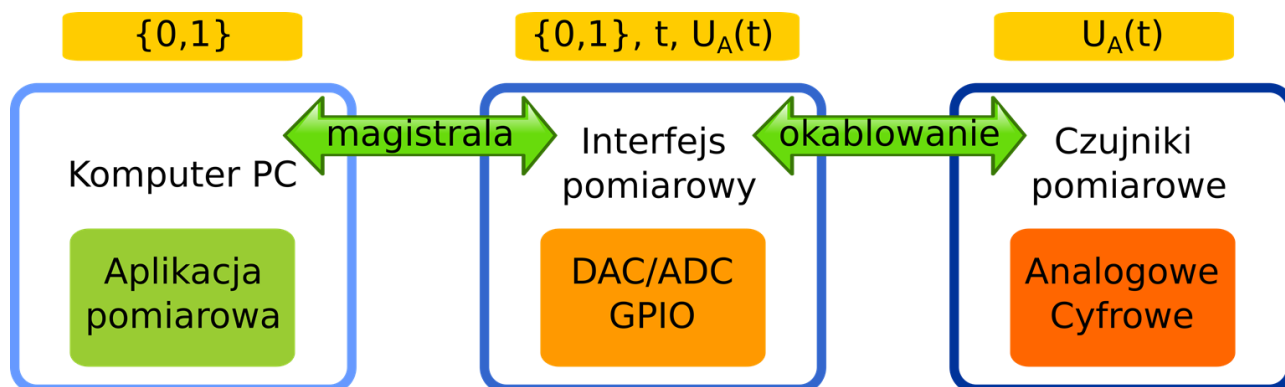 {0,1}
{0,1}, t, U_A(t)
U_A(t)
magistrala
okablowanie
Komputer PC
Interfejs
pomiarowy
Czujniki
pomiarowe
Aplikacja
pomiarowa
DAC/ADC
GPIO
Analogowe
Cyfrowe